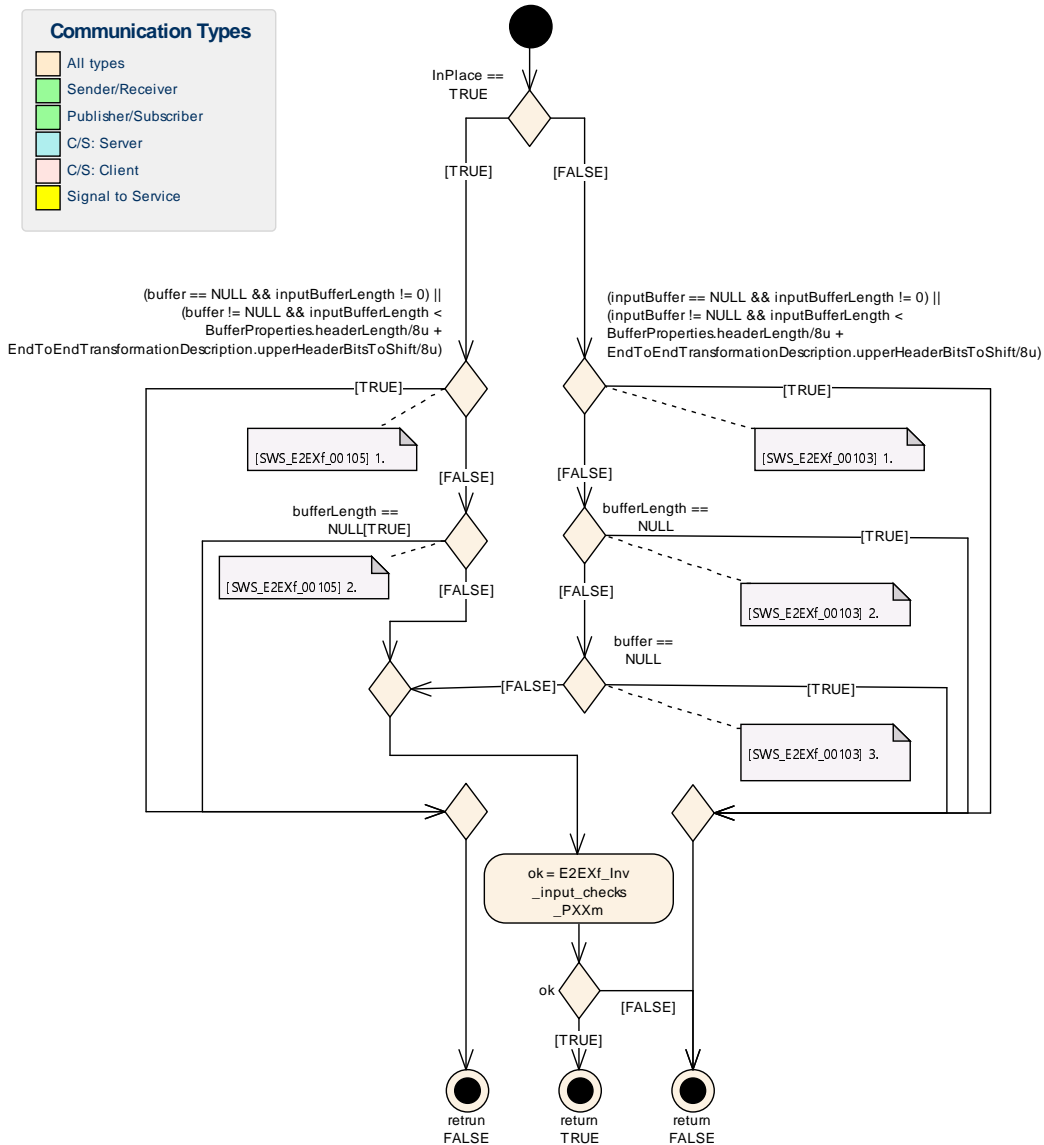 Communication Types
All types
Sender/Receiver
Publisher/Subscriber
C/S: Server
C/S: Client
Signal to Service
InPlace ==
TRUE
[TRUE]
[FALSE]
(buffer == NULL && inputBufferLength != 0) ||
(buffer != NULL && inputBufferLength <
BufferProperties.headerLength/8u +
EndToEndTransformationDescription.upperHeaderBitsToShift/8u)
(inputBuffer == NULL && inputBufferLength != 0) ||
(inputBuffer != NULL && inputBufferLength <
BufferProperties.headerLength/8u +
EndToEndTransformationDescription.upperHeaderBitsToShift/8u)
[TRUE]
[TRUE]
[SWS_E2EXf_00105] 1.
[SWS_E2EXf_00103] 1.
[FALSE]
[FALSE]
bufferLength ==
NULL[TRUE]
bufferLength ==
NULL
[TRUE]
[SWS_E2EXf_00105] 2.
[SWS_E2EXf_00103] 2.
[FALSE]
[FALSE]
buffer ==
NULL
[FALSE]
[TRUE]
[SWS_E2EXf_00103] 3.
ok = E2EXf_Inv
_input_checks
_PXXm
ok
[FALSE]
[TRUE]
retrun
FALSE
return
TRUE
return
FALSE